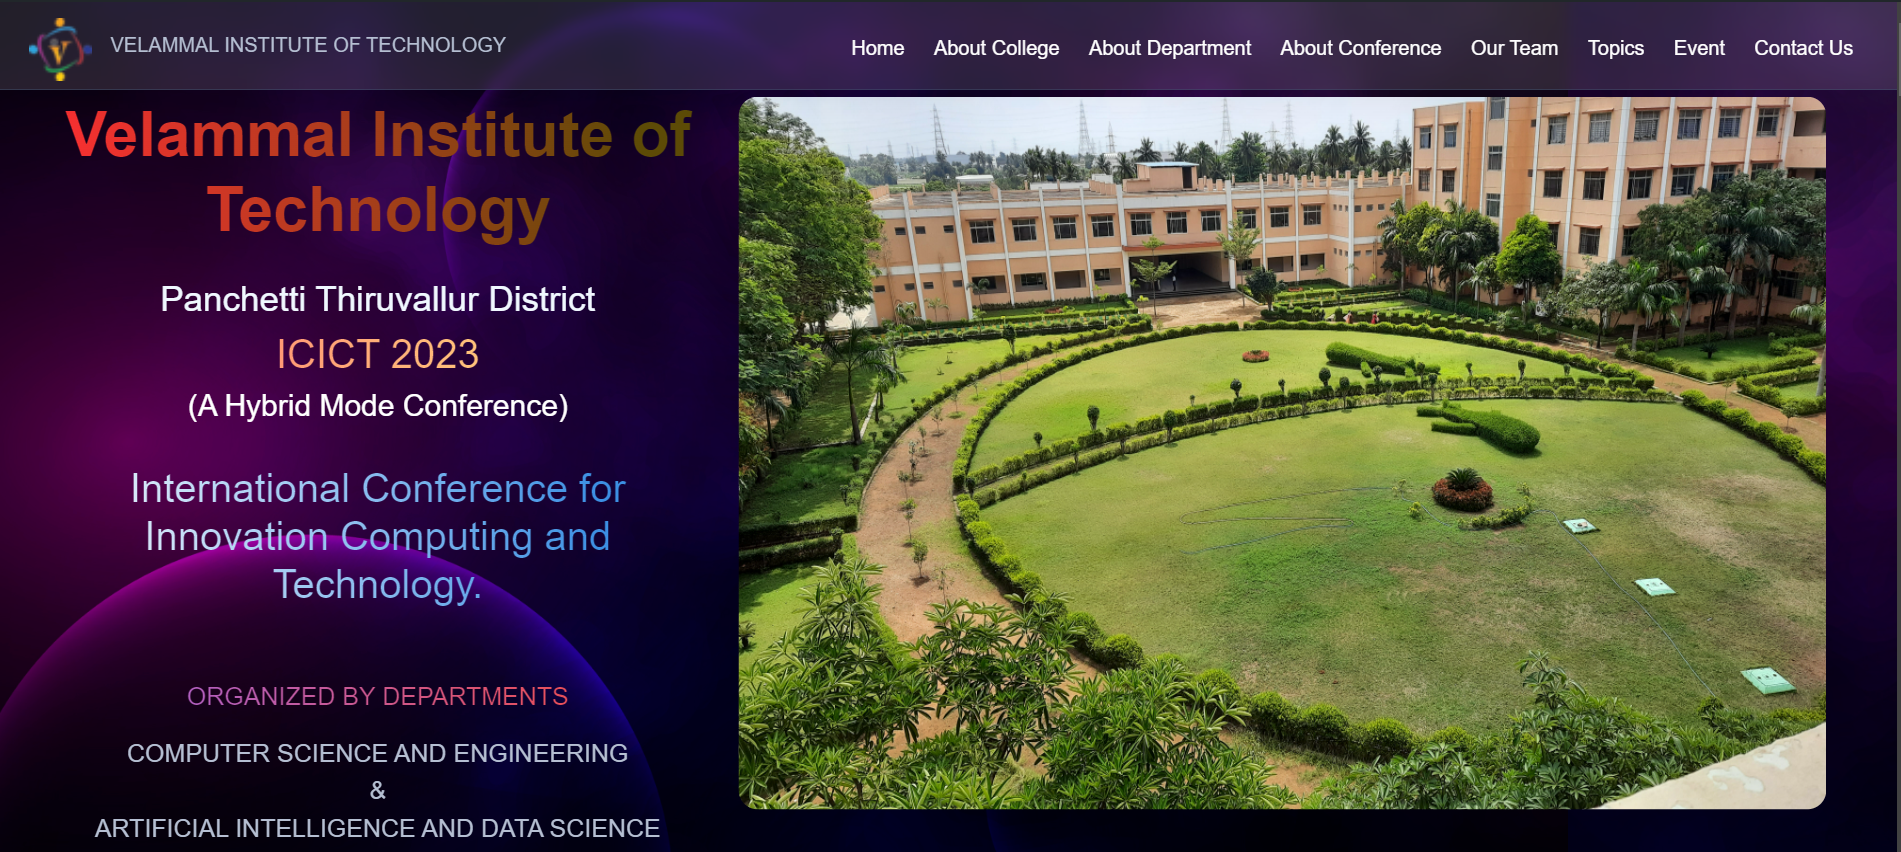 VELAMMAL INSTITUTE OF TECHNOLOGY
Home About College About Department About Conference Our Team Topics Event Contact Us
Velammal Institute of
Technology
Panchetti Thiruvallur District
ICICT 2023
(A Hybrid Mode Conference)
International Conference for
Innovation Computing and
Technology.
ORGANIZED BY DEPARTMENTS
COMPUTER SCIENCE AND ENGINEERING
&
ARTIFICIAL INTELLIGENCE AND DATA SCIENCE